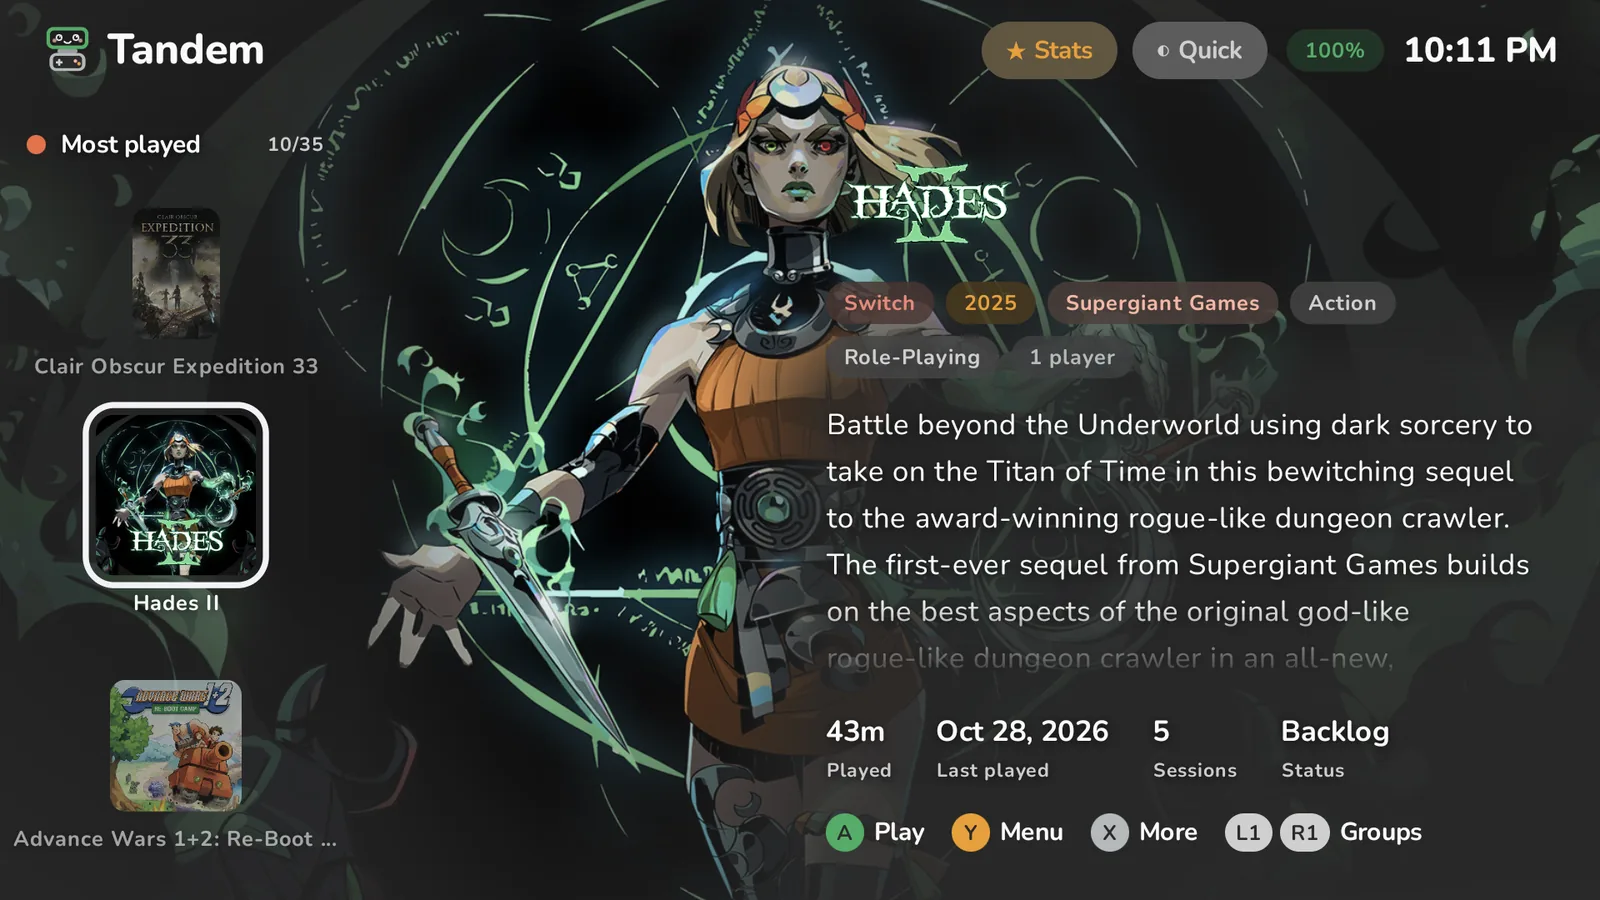 Tandem
★ Stats
Quick
100%
10:11 PM
Most played
10/35
CLAIR OBSCUR
EXPEDITION
33
Clair Obscur Expedition 33
HADES
II
Hades II
ADVANCE WARS 1+2
RE-BOOT CAMP
Advance Wars 1+2: Re-Boot ...
HADES
II
Switch
2025
Supergiant Games
Action
Role-Playing
1 player
Battle beyond the Underworld using dark sorcery to
take on the Titan of Time in this bewitching sequel
to the award-winning rogue-like dungeon crawler.
The first-ever sequel from Supergiant Games builds
on the best aspects of the original god-like
rogue-like dungeon crawler in an all-new,
43m
Played
Oct 28, 2026
Last played
5
Sessions
Backlog
Status
A Play
Y Menu
X More
L1 R1 Groups